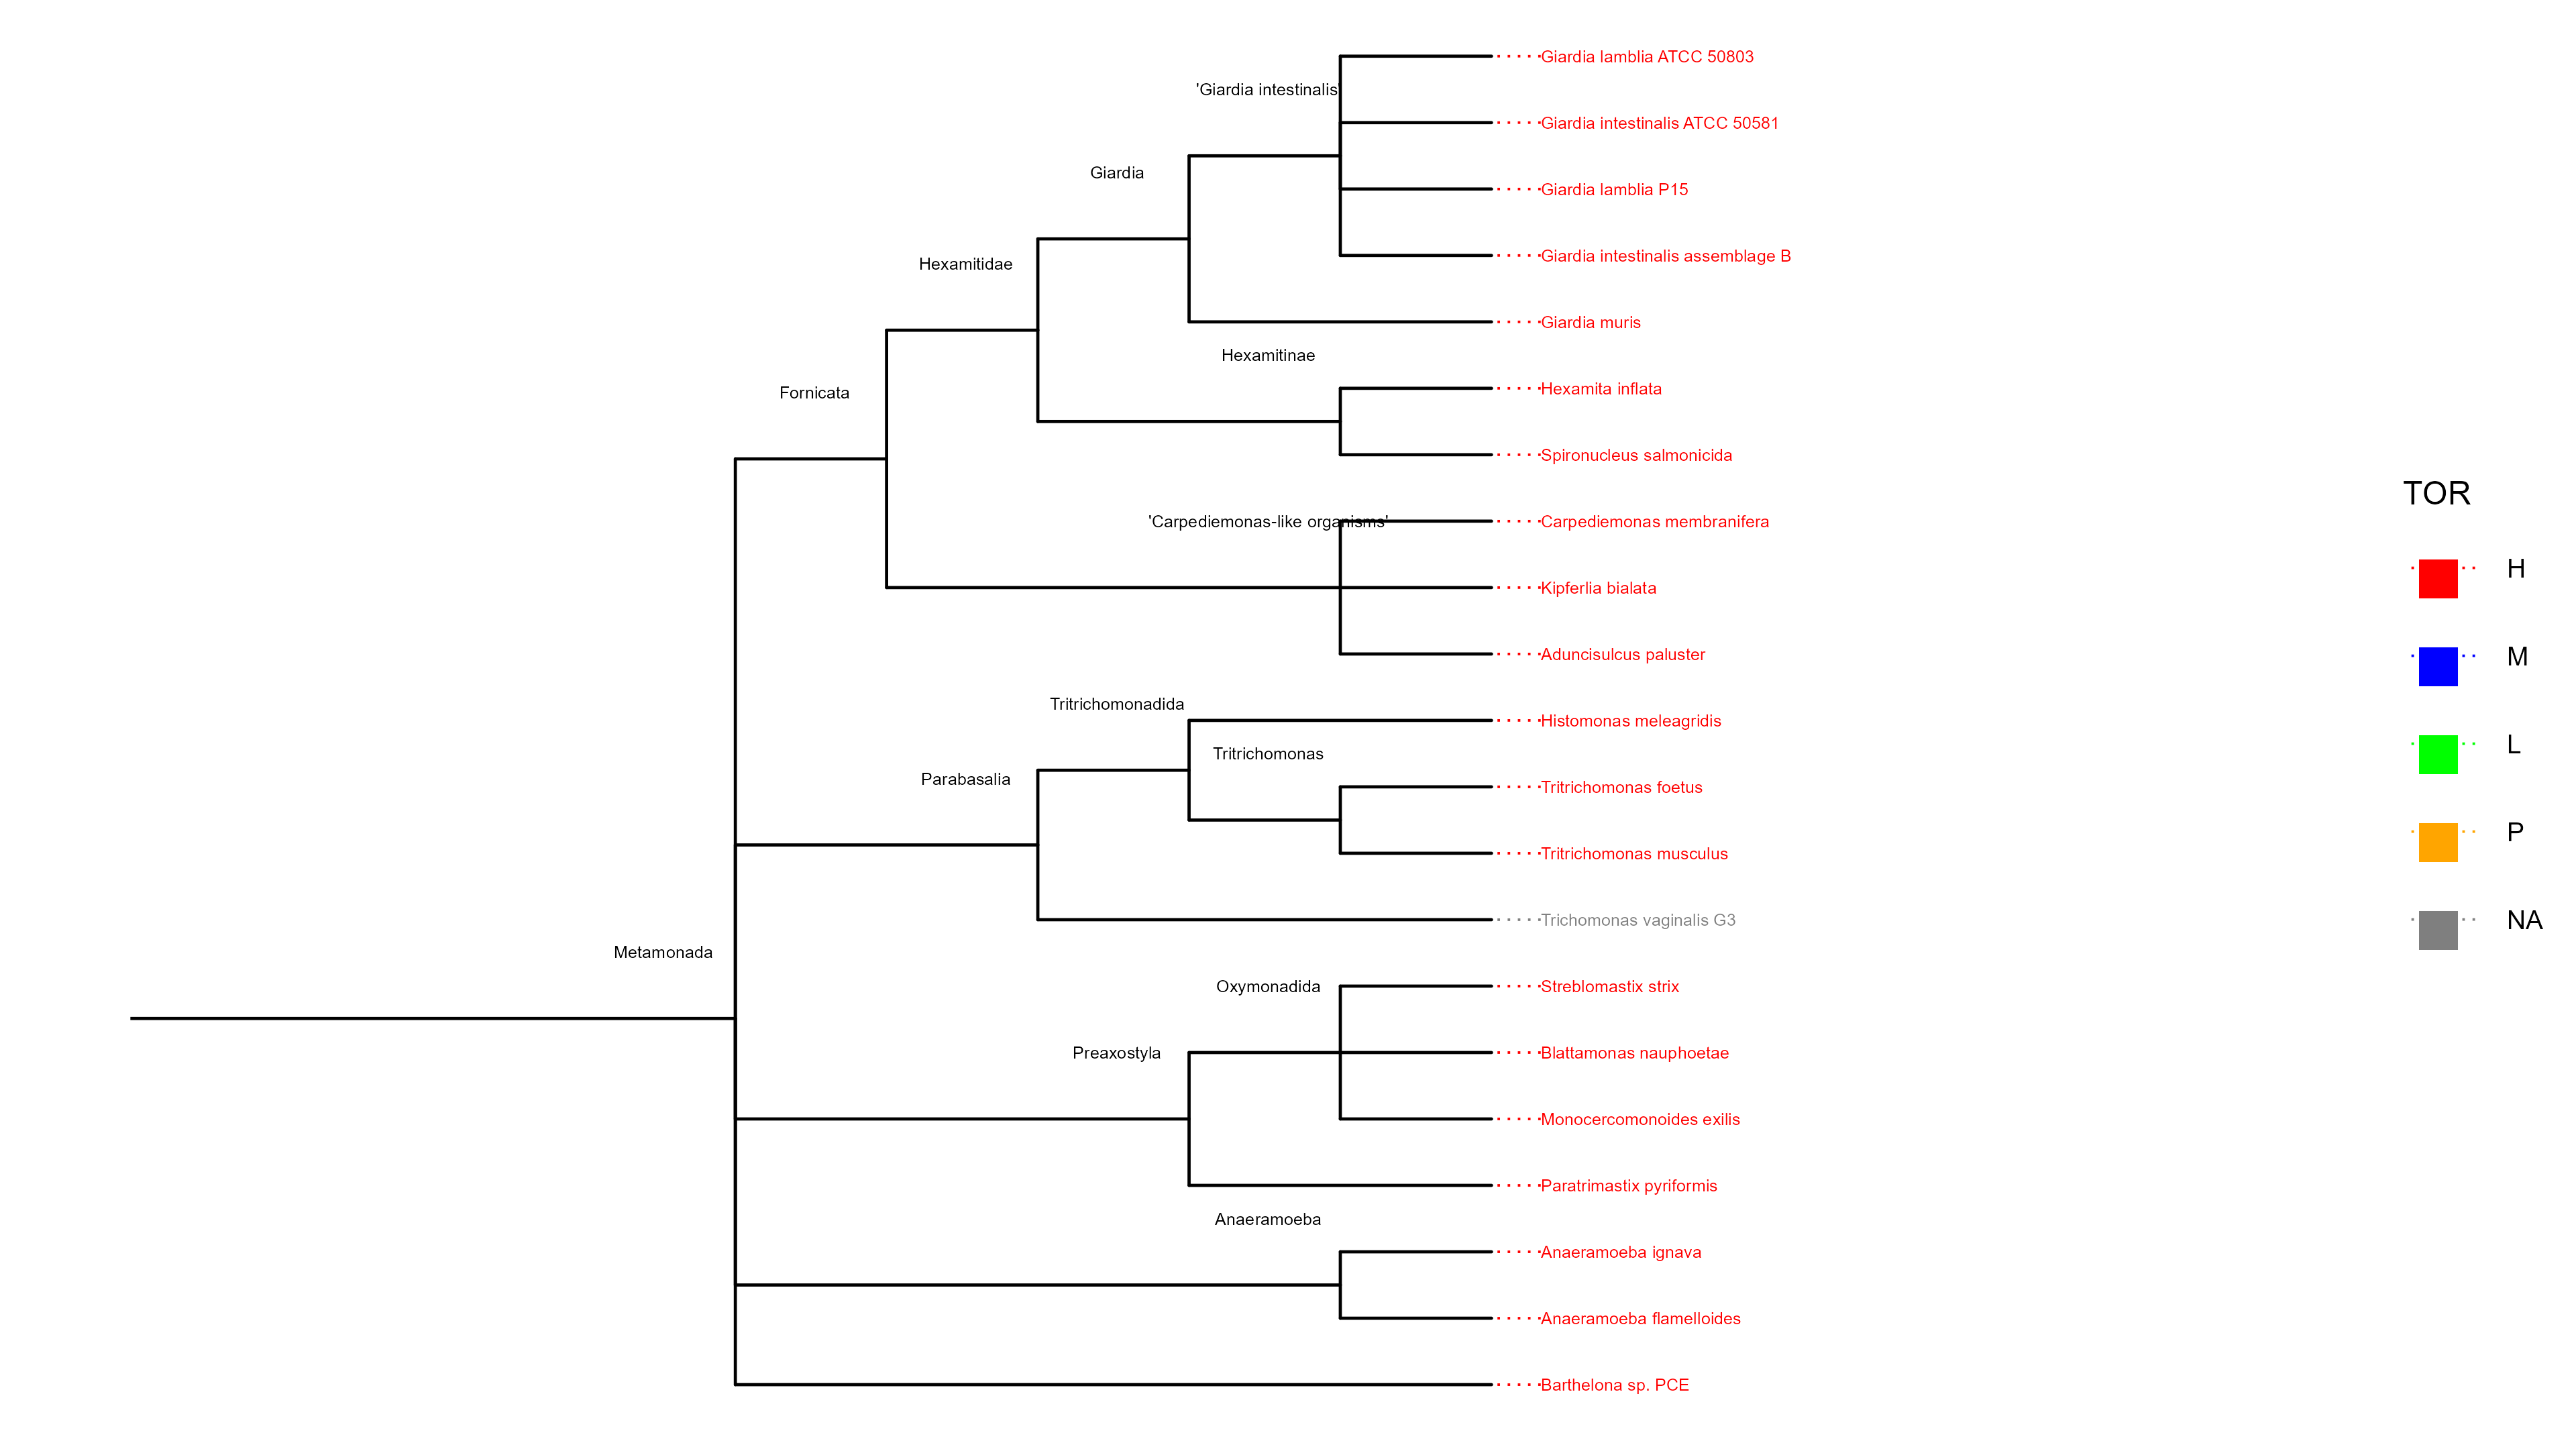 Giardia lamblia ATCC 50803
'Giardia intestinalis'
Giardia intestinalis ATCC 50581
Giardia
Giardia lamblia P15
Giardia intestinalis assemblage B
Hexamitidae
Giardia muris
Hexamitinae
Hexamita inflata
Fornicata
Spironucleus salmonicida
TOR
'Carpediemonas-like organisms'
Carpediemonas membranifera
H
Kipferlia bialata
Aduncisulcus paluster
M
Tritrichomonadida
Histomonas meleagridis
L
Tritrichomonas
Parabasalia
Tritrichomonas foetus
P
Tritrichomonas musculus
Trichomonas vaginalis G3
NA
Metamonada
Oxymonadida
Streblomastix strix
Preaxostyla
Blattamonas nauphoetae
Monocercomonoides exilis
Paratrimastix pyriformis
Anaeramoeba
Anaeramoeba ignava
Anaeramoeba flamelloides
Barthelona sp. PCE